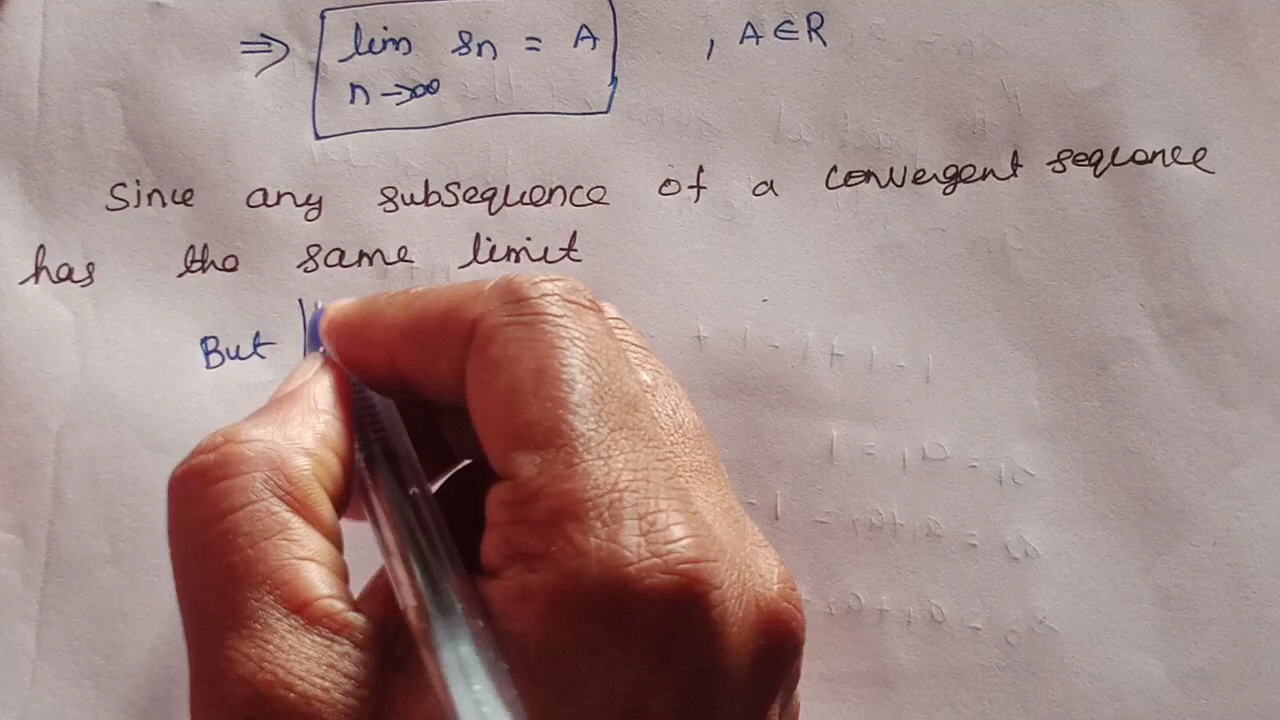 ⇒ lim sn = A , A ∈ R
n→∞
Since any subsequence of a convergent sequence
has the same limit
But